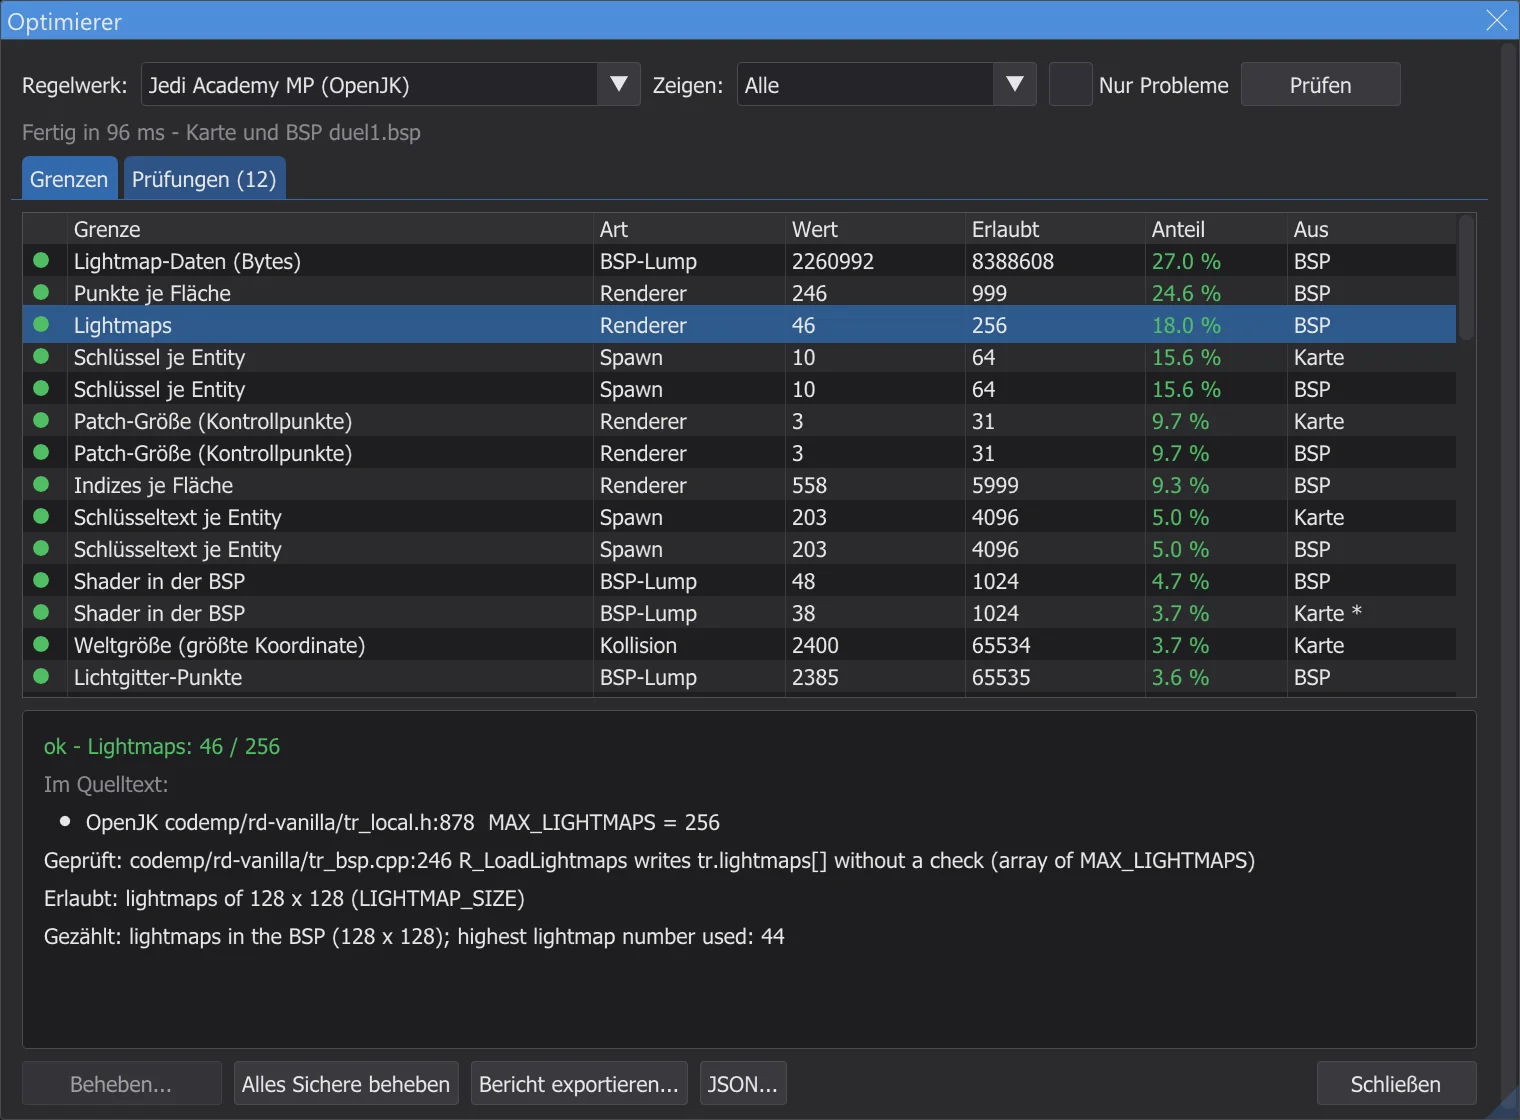 Optimierer
Regelwerk: Jedi Academy MP (OpenJK) Zeigen: Alle Nur Probleme Prüfen
Fertig in 96 ms - Karte und BSP duel1.bsp
Grenzen Prüfungen (12)
Grenze Art Wert Erlaubt Anteil Aus
Lightmap-Daten (Bytes) BSP-Lump 2260992 8388608 27.0 % BSP
Punkte je Fläche Renderer 246 999 24.6 % BSP
Lightmaps Renderer 46 256 18.0 % BSP
Schlüssel je Entity Spawn 10 64 15.6 % Karte
Schlüssel je Entity Spawn 10 64 15.6 % BSP
Patch-Größe (Kontrollpunkte) Renderer 3 31 9.7 % Karte
Patch-Größe (Kontrollpunkte) Renderer 3 31 9.7 % BSP
Indizes je Fläche Renderer 558 5999 9.3 % BSP
Schlüsseltext je Entity Spawn 203 4096 5.0 % Karte
Schlüsseltext je Entity Spawn 203 4096 5.0 % BSP
Shader in der BSP BSP-Lump 48 1024 4.7 % BSP
Shader in der BSP BSP-Lump 38 1024 3.7 % Karte *
Weltgröße (größte Koordinate) Kollision 2400 65534 3.7 % Karte
Lichtgitter-Punkte BSP-Lump 2385 65535 3.6 % BSP
ok - Lightmaps: 46 / 256
Im Quelltext:
• OpenJK codemp/rd-vanilla/tr_local.h:878 MAX_LIGHTMAPS = 256
Geprüft: codemp/rd-vanilla/tr_bsp.cpp:246 R_LoadLightmaps writes tr.lightmaps[] without a check (array of MAX_LIGHTMAPS)
Erlaubt: lightmaps of 128 x 128 (LIGHTMAP_SIZE)
Gezählt: lightmaps in the BSP (128 x 128); highest lightmap number used: 44
Beheben... Alles Sichere beheben Bericht exportieren... JSON... Schließen